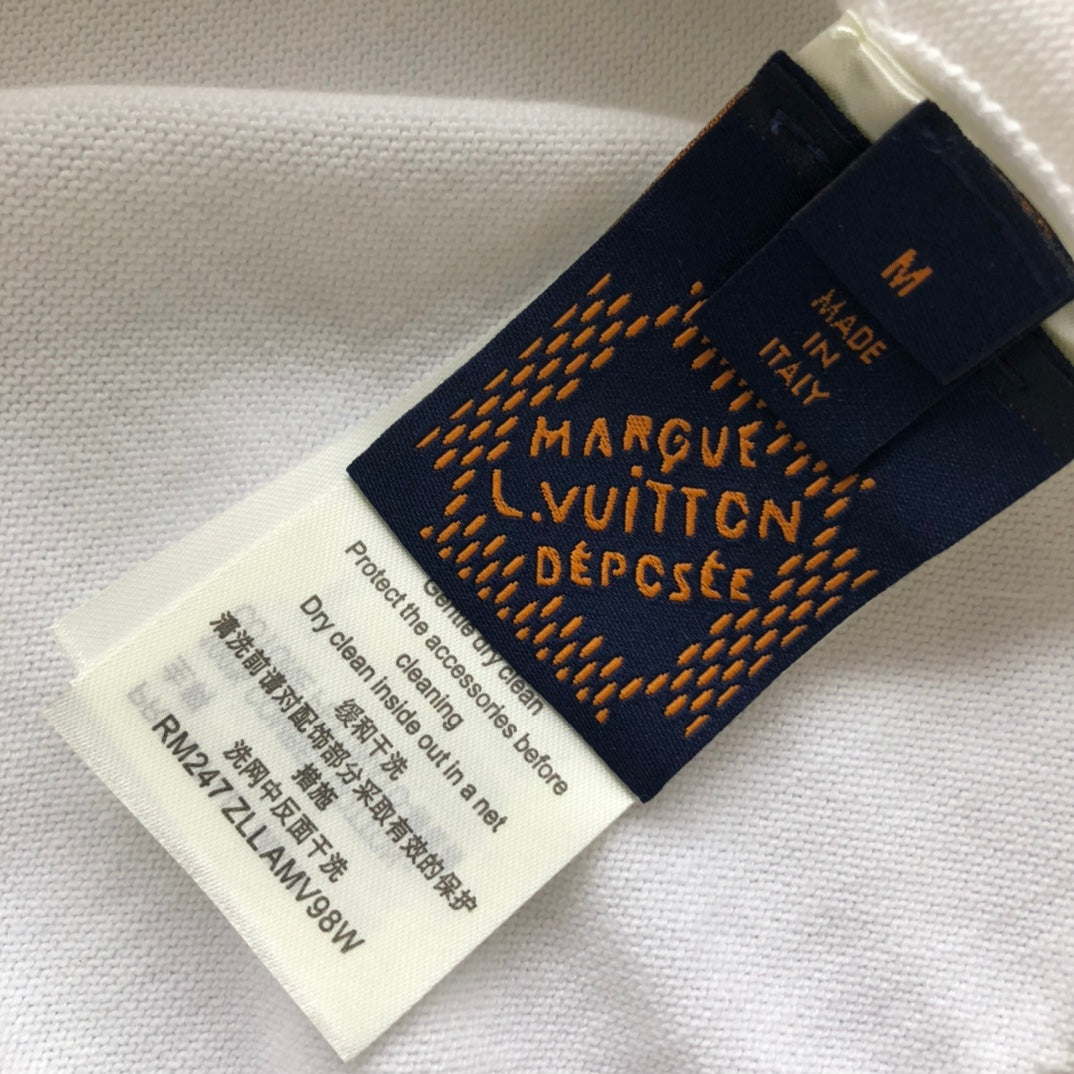 M
MADE
IN
ITALY
MARQUE
L.VUITTON
DÉPOSÉE
Gentle dry clean
Protect the accessories before
cleaning
Dry clean inside out in a net
缓和干洗
清洗前请对配饰部分采取有效的保护
措施
洗网中反面干洗
RM247 ZLL AMV98W